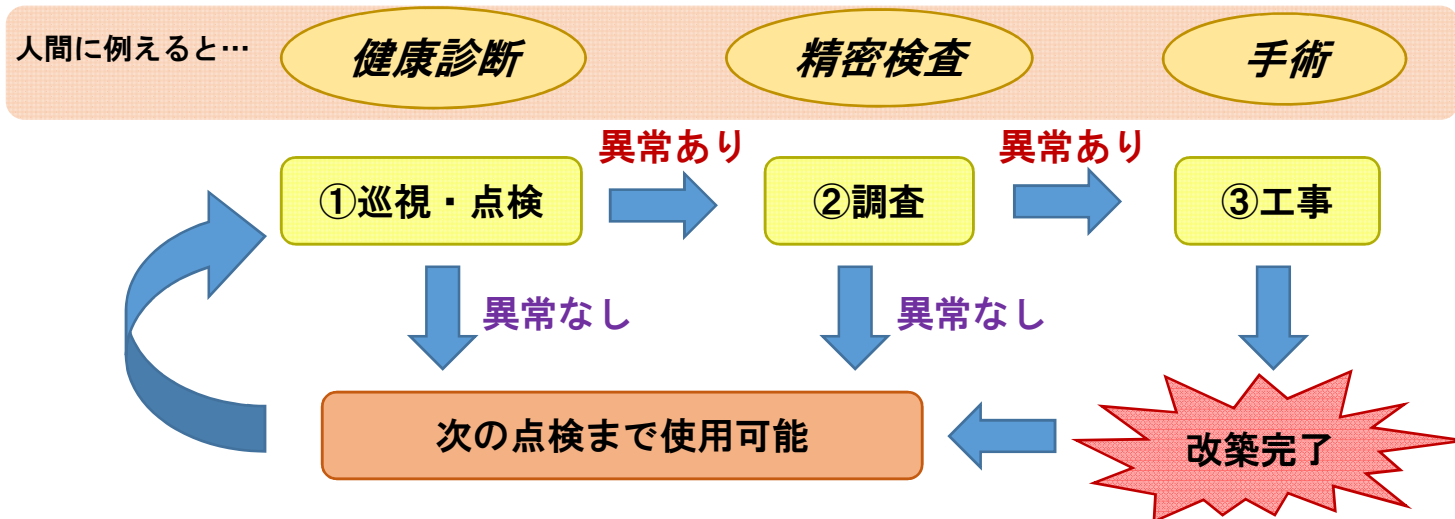 人間に例えると…
健康診断
精密検査
手術
異常あり
異常あり
①巡視・点検
②調査
③工事
異常なし
異常なし
次の点検まで使用可能
改築完了